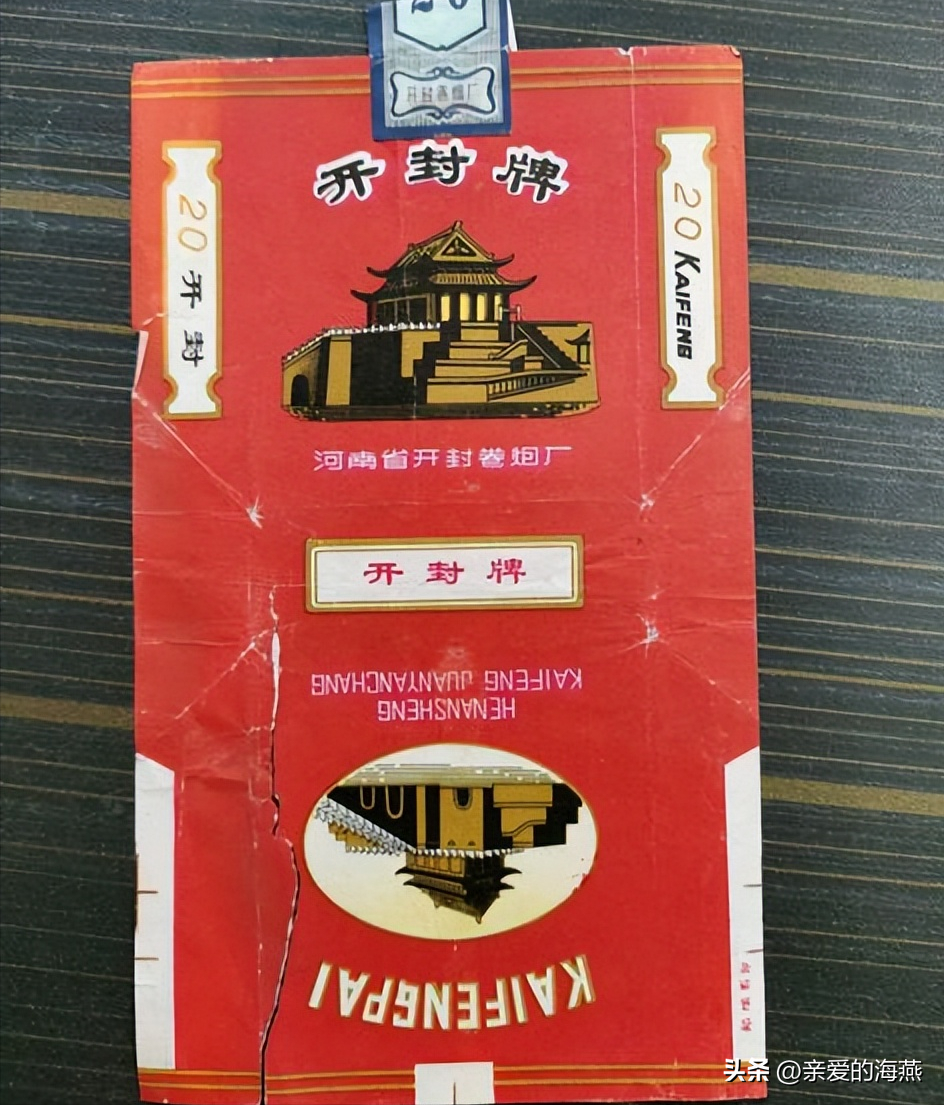 20
开封卷烟厂
开封牌
20 开封
20 KAIFENG
河南省开封卷烟厂
开封牌
KAIFENG JUANYANCHANG
HENANSHENG
KAIFENGPAI
头条 @亲爱的海燕